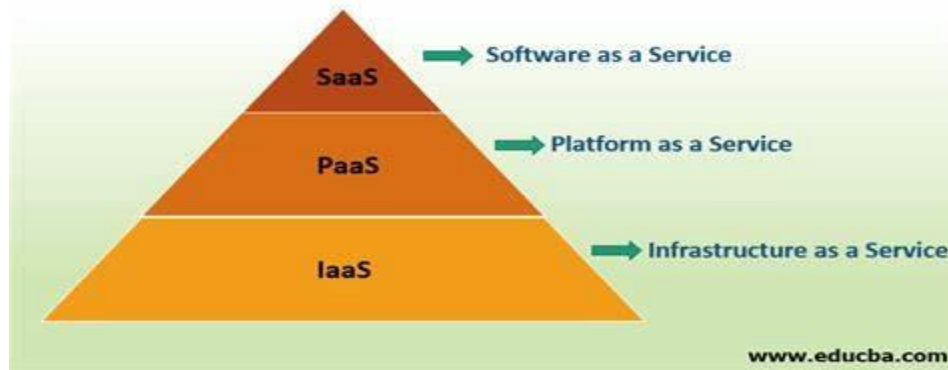 SaaS
Software as a Service
PaaS
Platform as a Service
IaaS
Infrastructure as a Service
www.educba.com